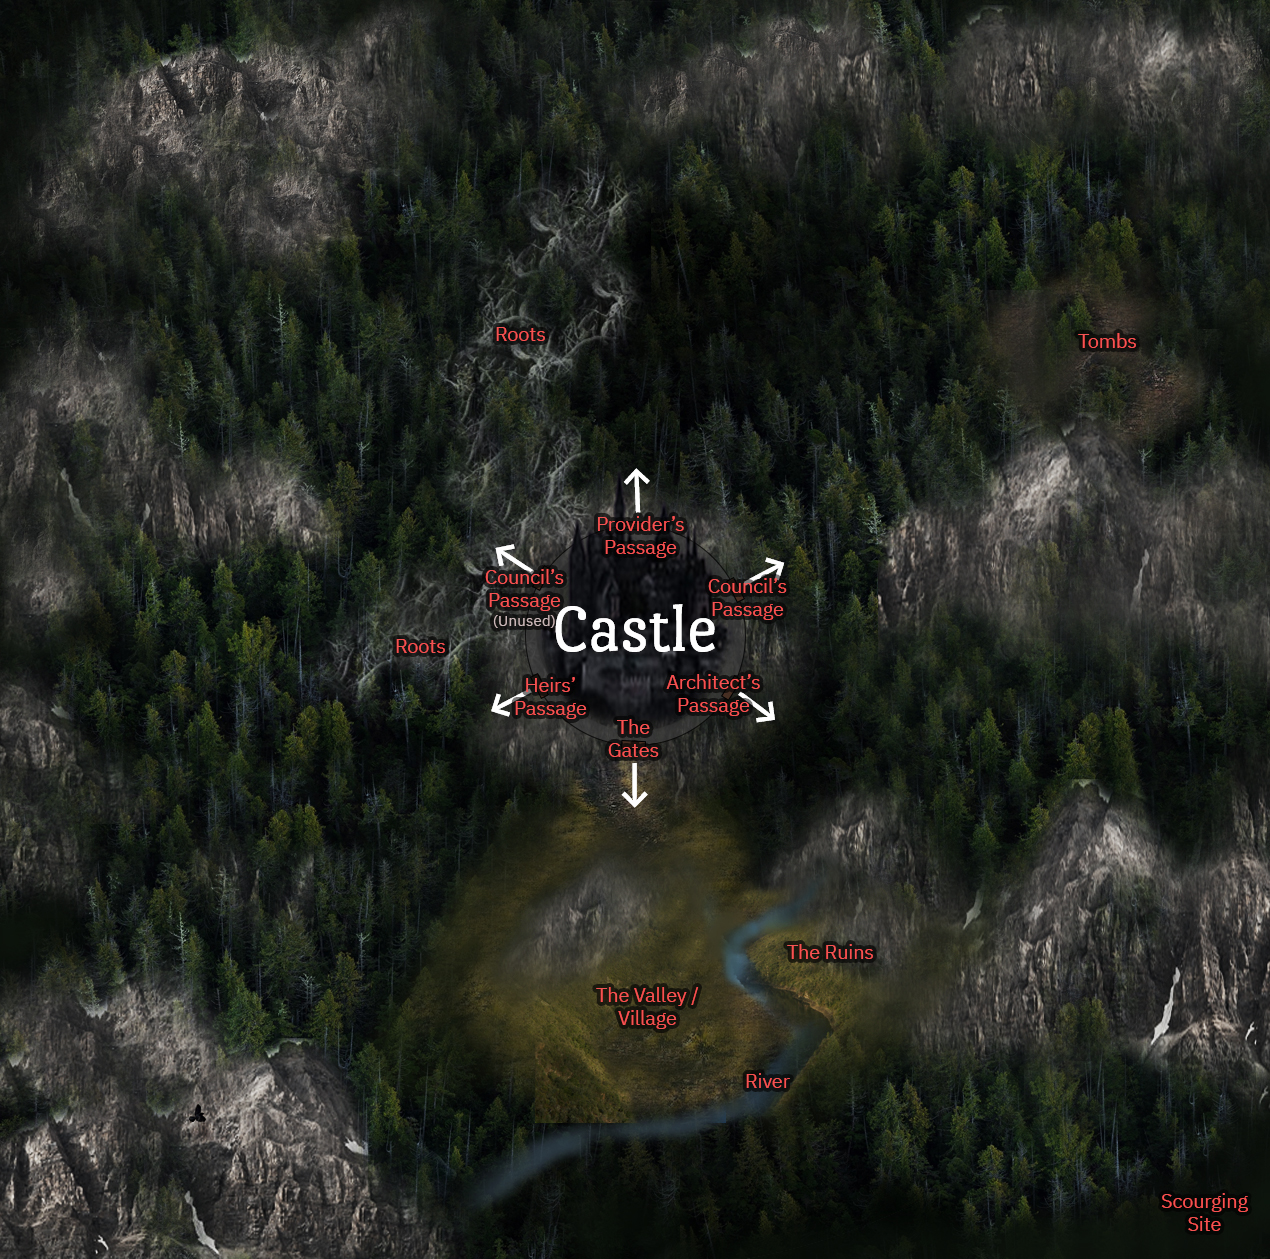 Roots
Tombs
Provider's
Passage
Council's
Passage
(Unused)
Council's
Passage
Castle
Roots
Heirs'
Passage
Architect's
Passage
The
Gates
The Ruins
The Valley /
Village
River
Scourging
Site